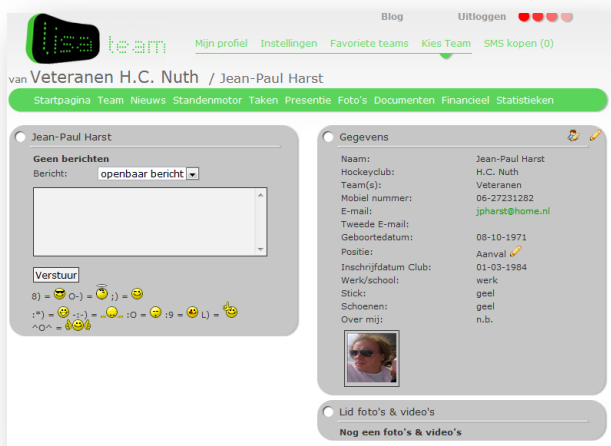 Blog Uitloggen
lisa team
Mijn profiel Instellingen Favoriete teams Kies Team SMS kopen (0)
van Veteranen H.C. Nuth / Jean-Paul Harst
Startpagina Team Nieuws Standenmotor Taken Presentie Foto's Documenten Financieel Statistieken
Jean-Paul Harst
Geen berichten
Bericht: openbaar bericht
Verstuur
8) = O-) = ;) =
:*) = -:-) = :O = :9 = L) =
^O^ =
Gegevens
Naam: Jean-Paul Harst
Hockeyclub: H.C. Nuth
Team(s): Veteranen
Mobiel nummer: 06-27231282
E-mail: jpharst@home.nl
Tweede E-mail:
Geboortedatum: 08-10-1971
Positie: Aanval
Inschrijfdatum Club: 01-03-1984
Werk/school: werk
Stick: geel
Schoenen: geel
Over mij: n.b.
Lid foto's & video's
Nog een foto's & video's